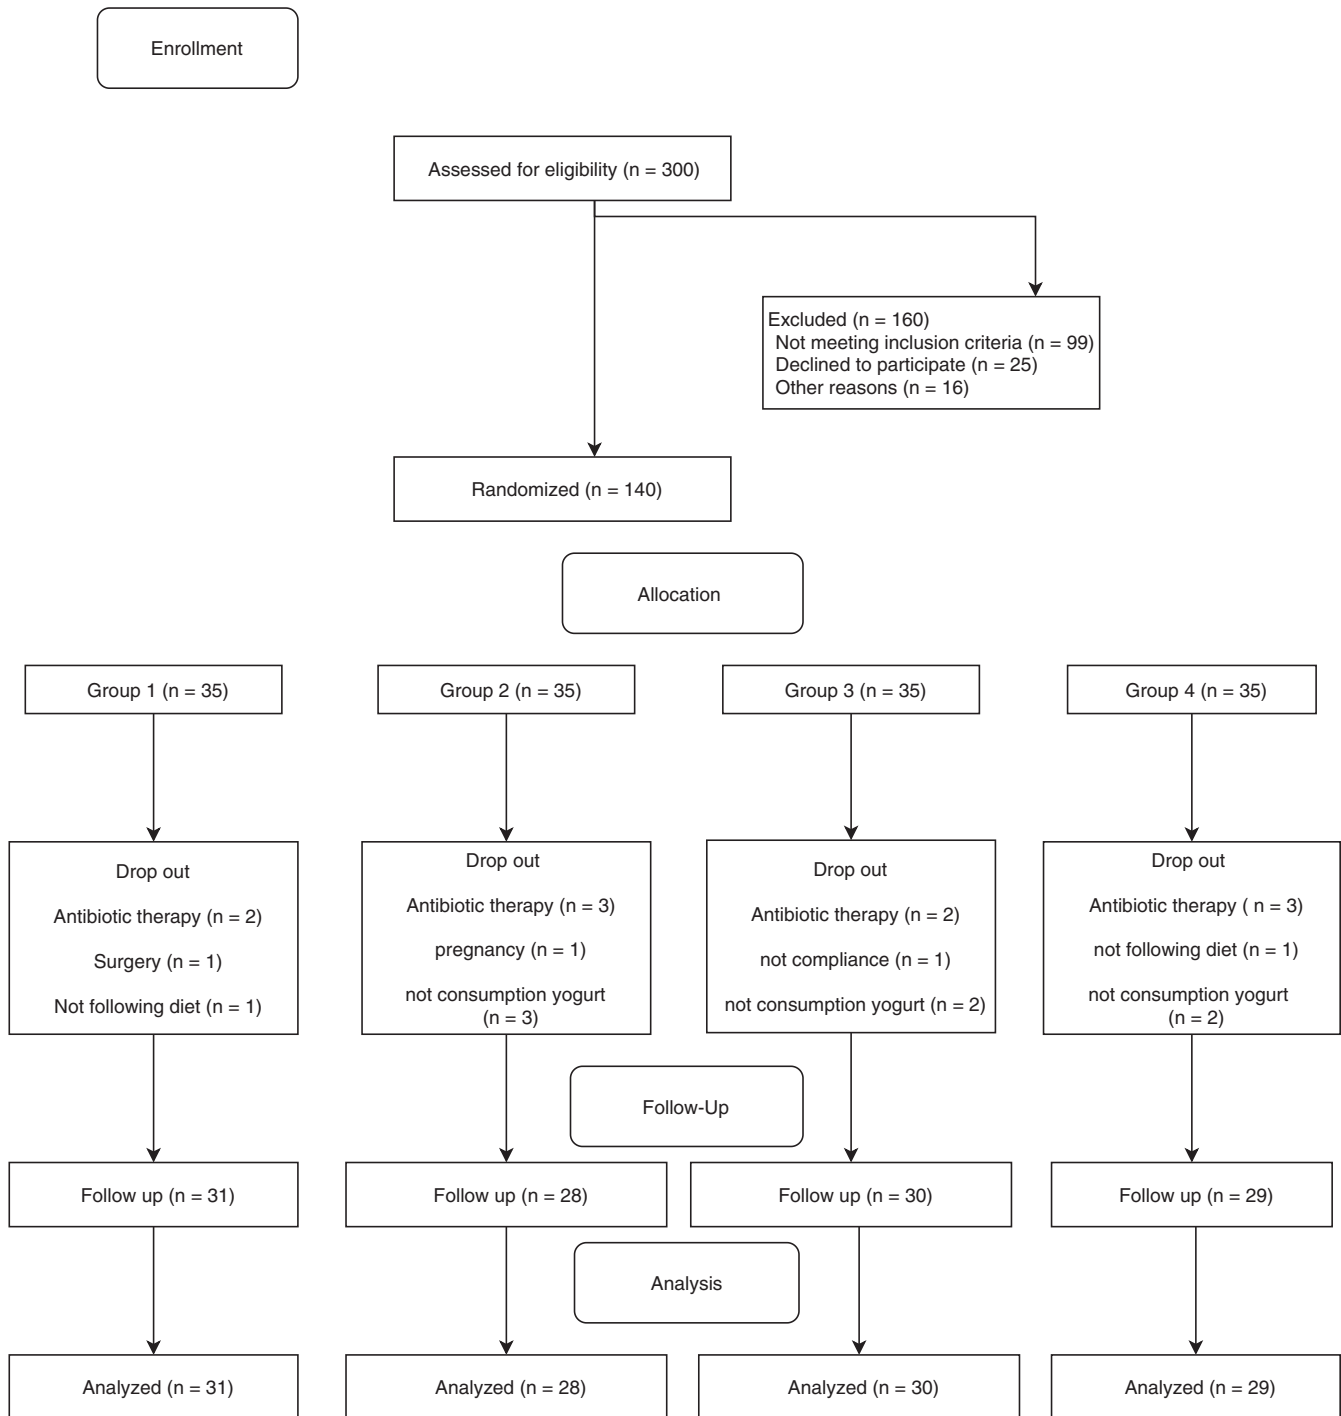 Enrollment
Assessed for eligibility (n = 300)
Excluded (n = 160)
Not meeting inclusion criteria (n = 99)
Declined to participate (n = 25)
Other reasons (n = 16)
Randomized (n = 140)
Allocation
Group 1 (n = 35)
Group 2 (n = 35)
Group 3 (n = 35)
Group 4 (n = 35)
Drop out
Antibiotic therapy (n = 2)
Surgery (n = 1)
Not following diet (n = 1)
Drop out
Antibiotic therapy (n = 3)
pregnancy (n = 1)
not consumption yogurt
(n = 3)
Drop out
Antibiotic therapy (n = 2)
not compliance (n = 1)
not consumption yogurt (n = 2)
Drop out
Antibiotic therapy ( n = 3)
not following diet (n = 1)
not consumption yogurt
(n = 2)
Follow-Up
Follow up (n = 31)
Follow up (n = 28)
Follow up (n = 30)
Follow up (n = 29)
Analysis
Analyzed (n = 31)
Analyzed (n = 28)
Analyzed (n = 30)
Analyzed (n = 29)